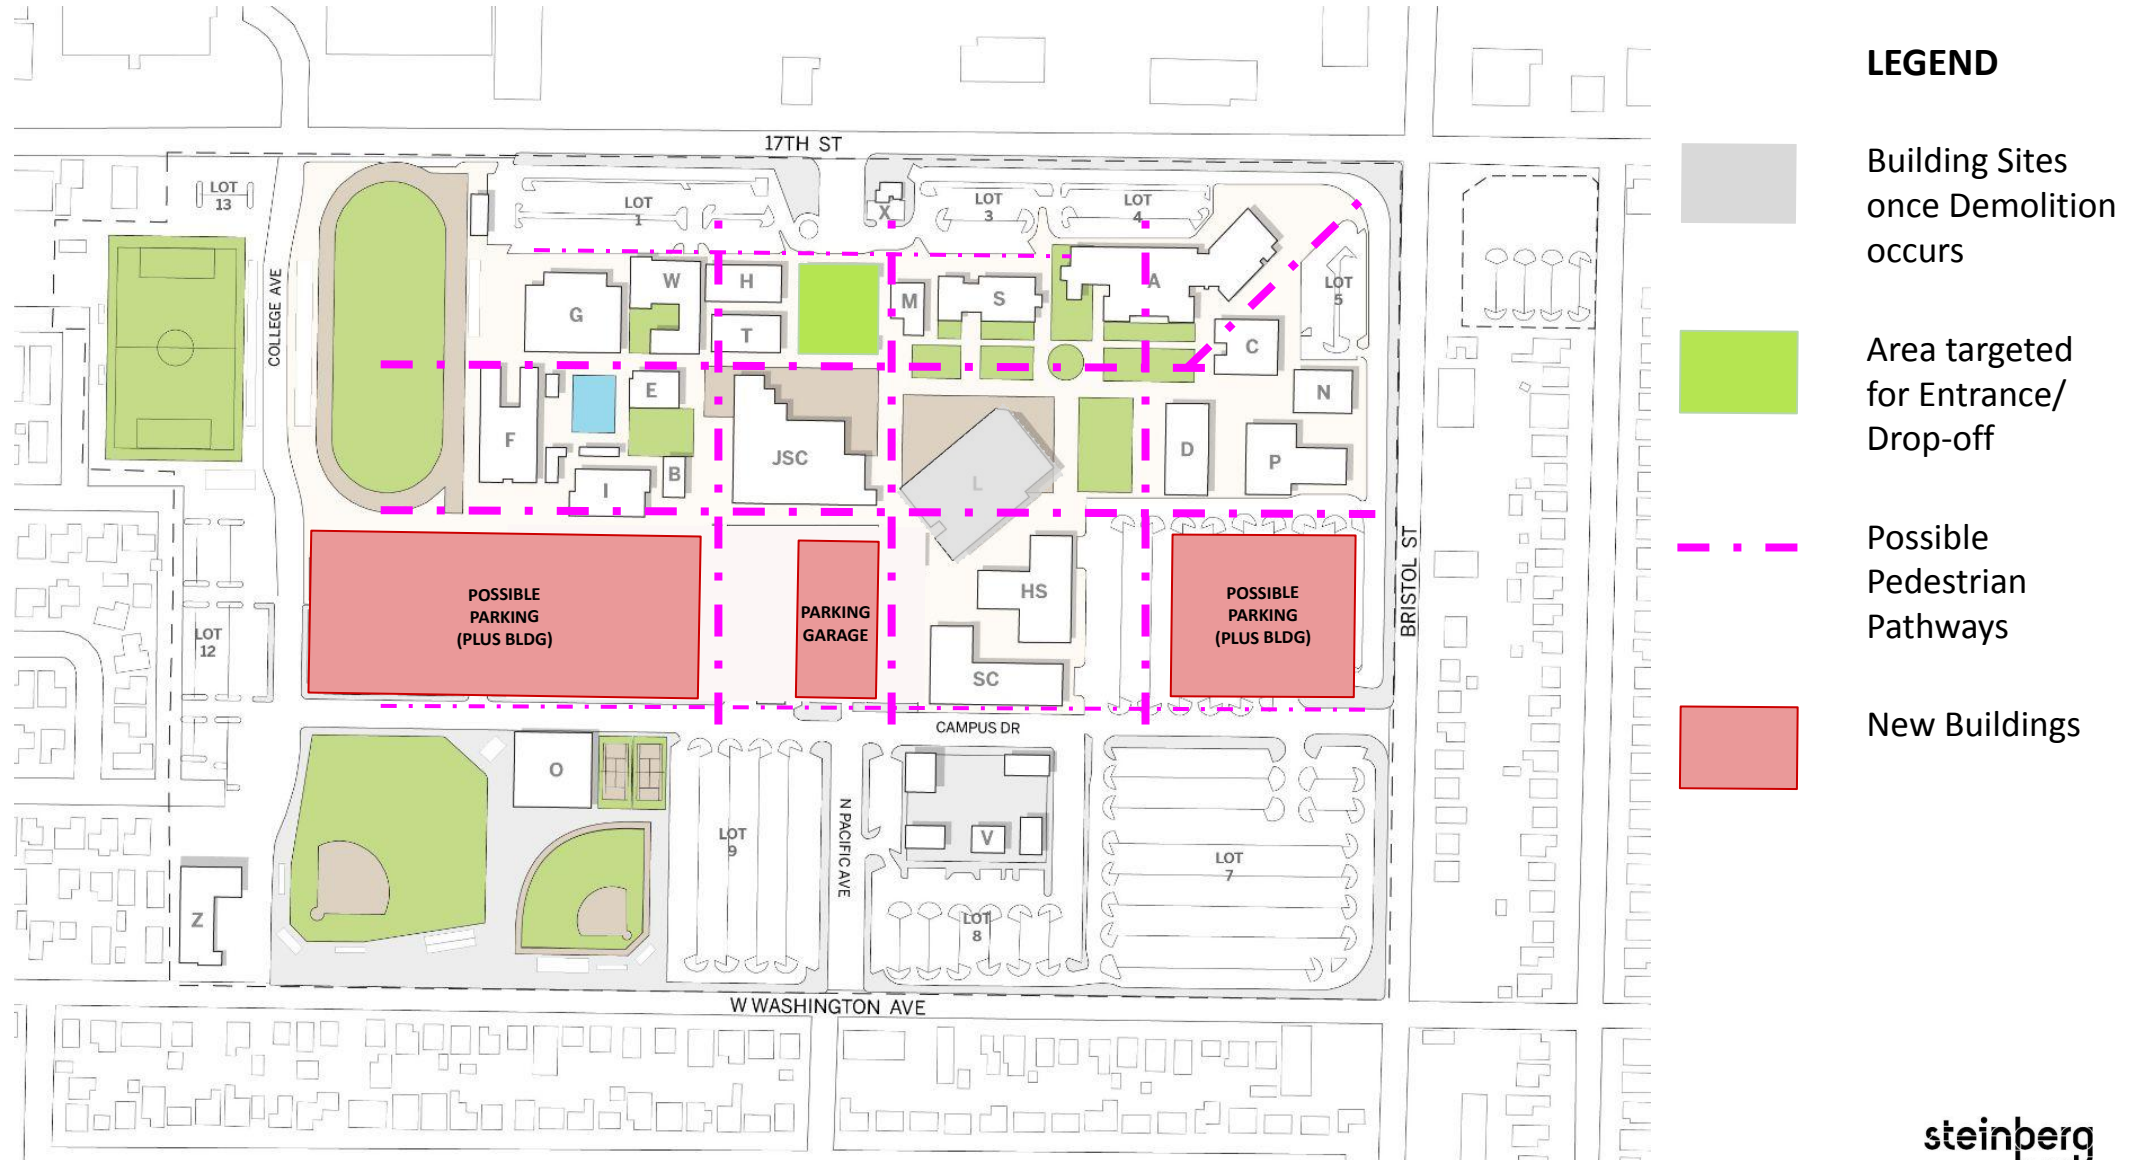 LEGEND
Building Sites
once Demolition
occurs
Area targeted
for Entrance/
Drop-off
Possible
Pedestrian
Pathways
New Buildings
17TH ST
LOT
13
LOT
1
X
LOT
3
LOT
4
LOT
5
COLLEGE AVE
G
W
H
T
M
S
A
C
N
F
E
B
I
JSC
L
D
P
BRISTOL ST
POSSIBLE
PARKING
(PLUS BLDG)
PARKING
GARAGE
HS
SC
POSSIBLE
PARKING
(PLUS BLDG)
LOT
12
CAMPUS DR
O
LOT
9
N PACIFIC AVE
V
LOT
7
LOT
8
Z
W WASHINGTON AVE
steinberg